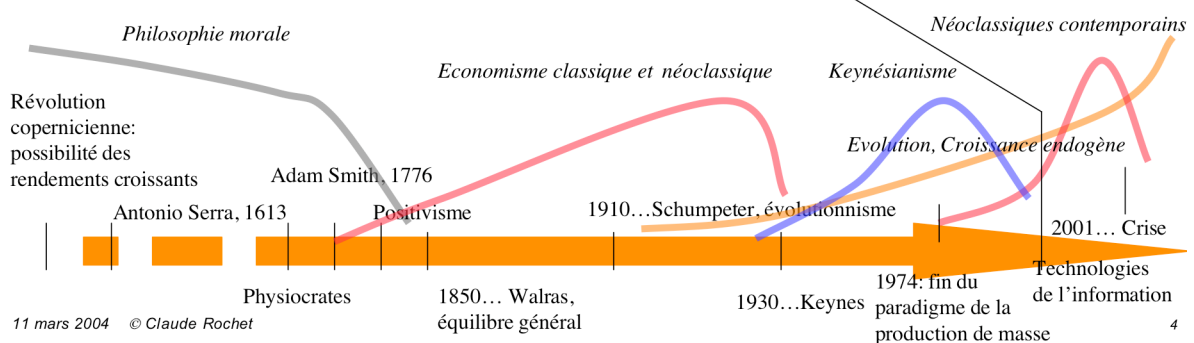 Néoclassiques contemporains
Philosophie morale
Economisme classique et néoclassique
Keynésianisme
Révolution
copernicienne:
possibilité des
rendements croissants
Evolution, Croissance endogène
Adam Smith, 1776
Antonio Serra, 1613
Positivisme
1910…Schumpeter, évolutionnisme
2001… Crise
Physiocrates
1850… Walras,
équilibre général
1930…Keynes
1974: fin du
paradigme de la
production de masse
Technologies
de l’information
11 mars 2004 © Claude Rochet
4